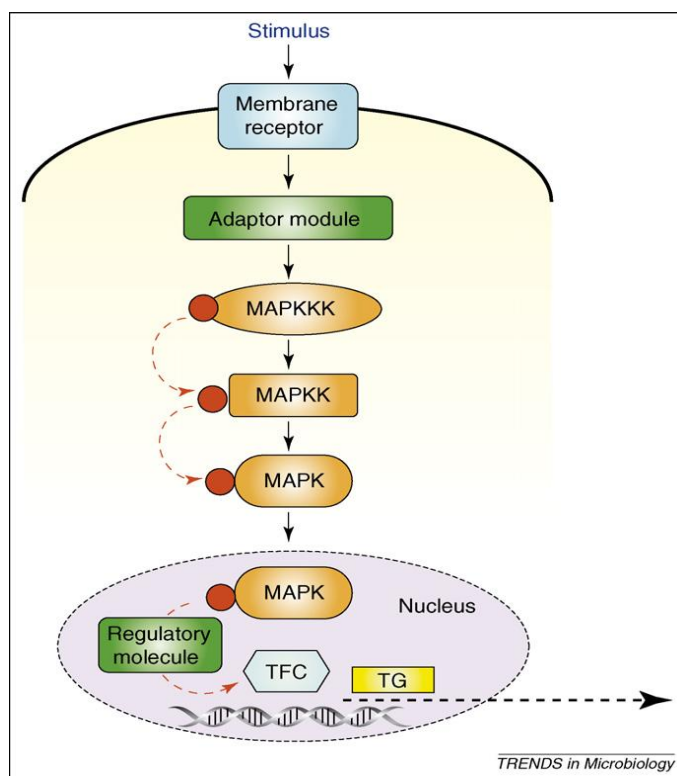 Stimulus
Membrane
receptor
Adaptor module
MAPKKK
MAPKK
MAPK
MAPK
Nucleus
Regulatory
molecule
TFC
TG
TRENDS in Microbiology